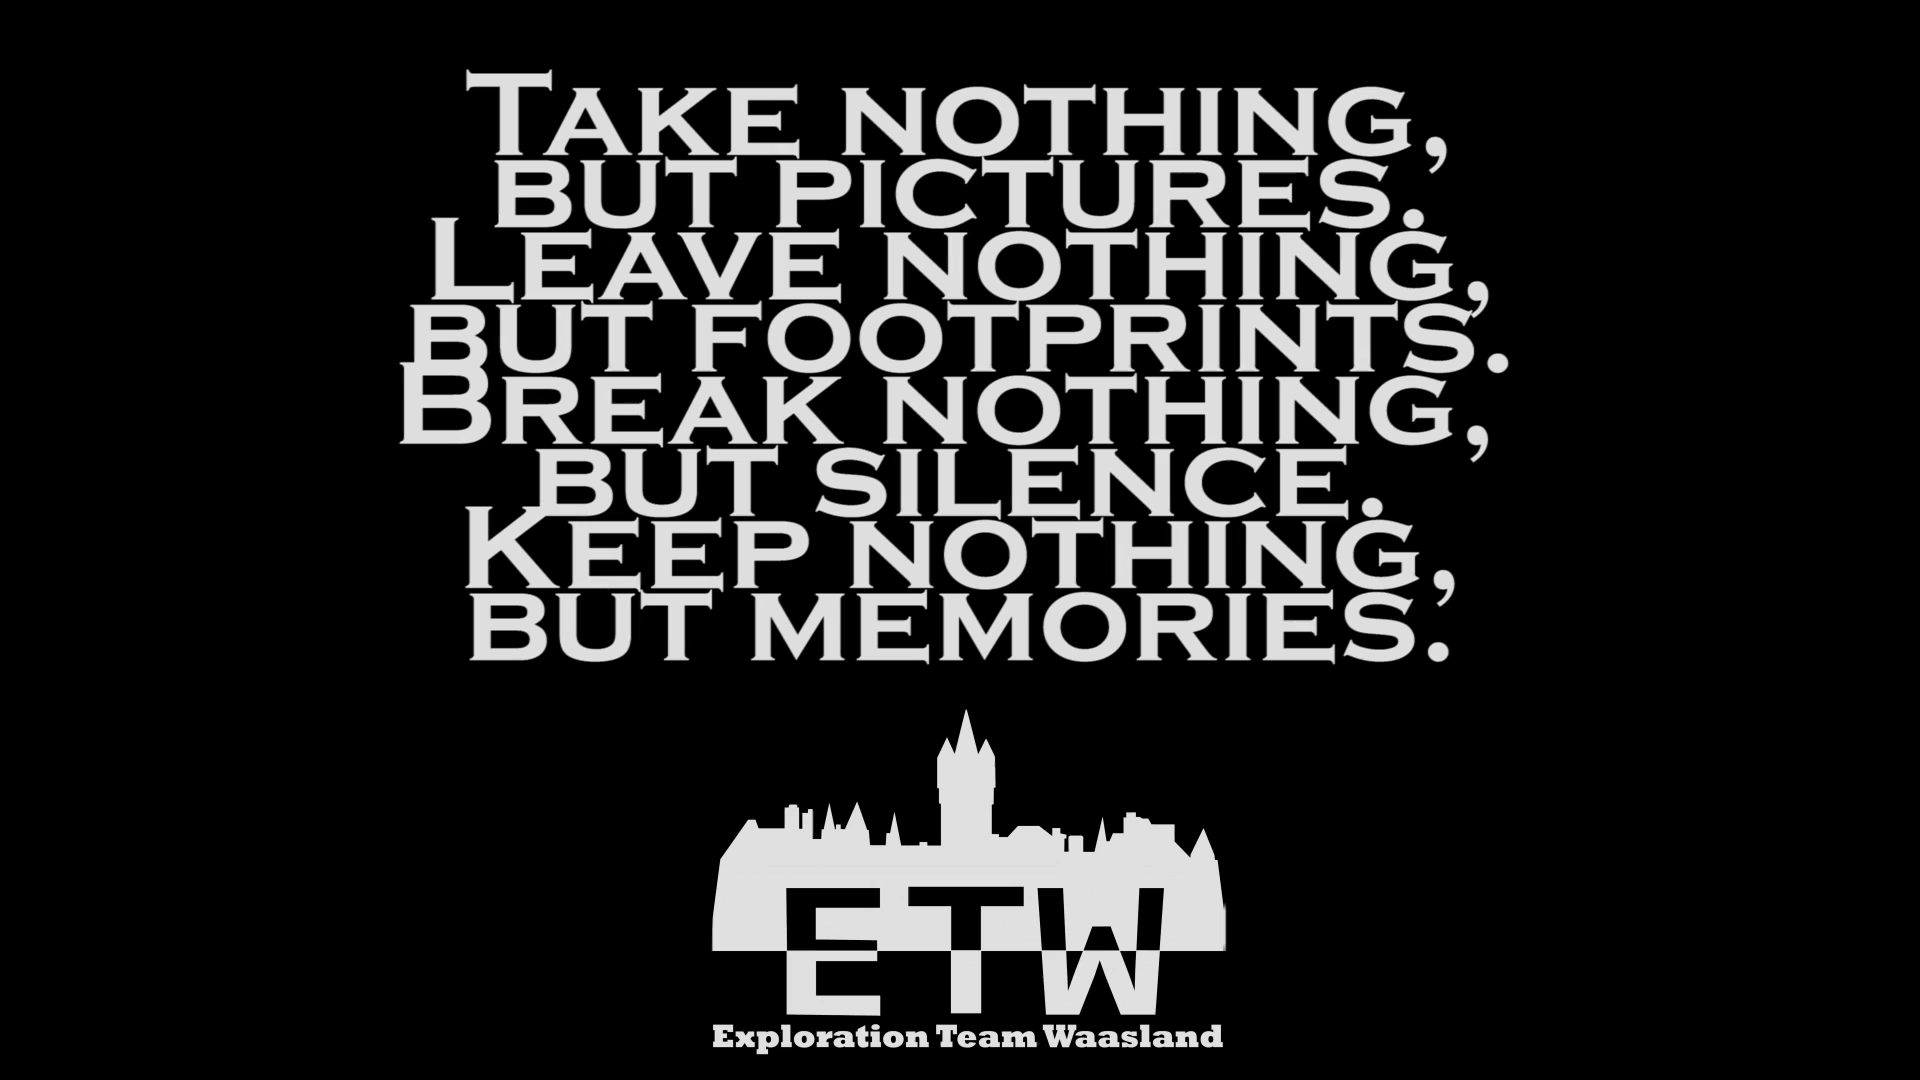 Take nothing,
but pictures.
Leave nothing,
but footprints.
Break nothing,
but silence.
Keep nothing,
but memories.
ETW
Exploration Team Waasland